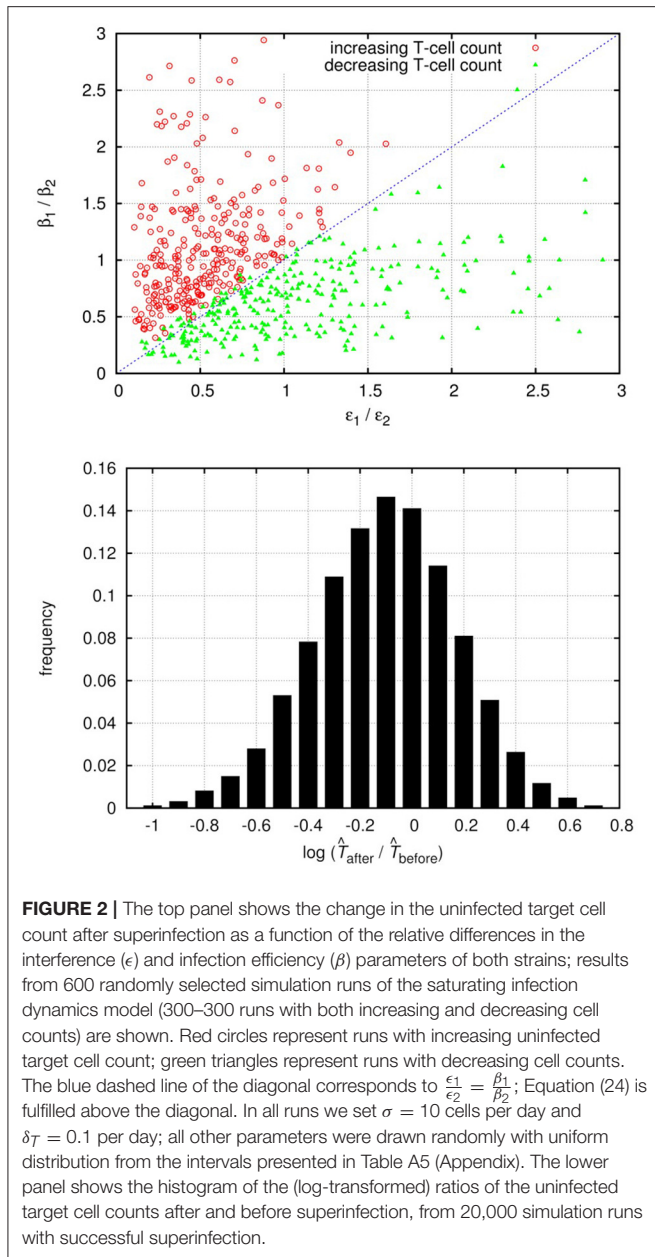 3
2.5
2
1.5
1
0.5
0
β1 / β2
increasing T-cell count
decreasing T-cell count
0 0.5 1 1.5 2 2.5 3
ε1 / ε2
0.16
0.14
0.12
0.1
0.08
0.06
0.04
0.02
0
frequency
-1 -0.8 -0.6 -0.4 -0.2 0 0.2 0.4 0.6 0.8
log (T̂after / T̂before)
FIGURE 2 | The top panel shows the change in the uninfected target cell
count after superinfection as a function of the relative differences in the
interference (ϵ) and infection efficiency (β) parameters of both strains; results
from 600 randomly selected simulation runs of the saturating infection
dynamics model (300–300 runs with both increasing and decreasing cell
counts) are shown. Red circles represent runs with increasing uninfected
target cell count; green triangles represent runs with decreasing cell counts.
The blue dashed line of the diagonal corresponds to ϵ1/ϵ2 = β1/β2; Equation (24) is
fulfilled above the diagonal. In all runs we set σ = 10 cells per day and
δT = 0.1 per day; all other parameters were drawn randomly with uniform
distribution from the intervals presented in Table A5 (Appendix). The lower
panel shows the histogram of the (log-transformed) ratios of the uninfected
target cell counts after and before superinfection, from 20,000 simulation runs
with successful superinfection.